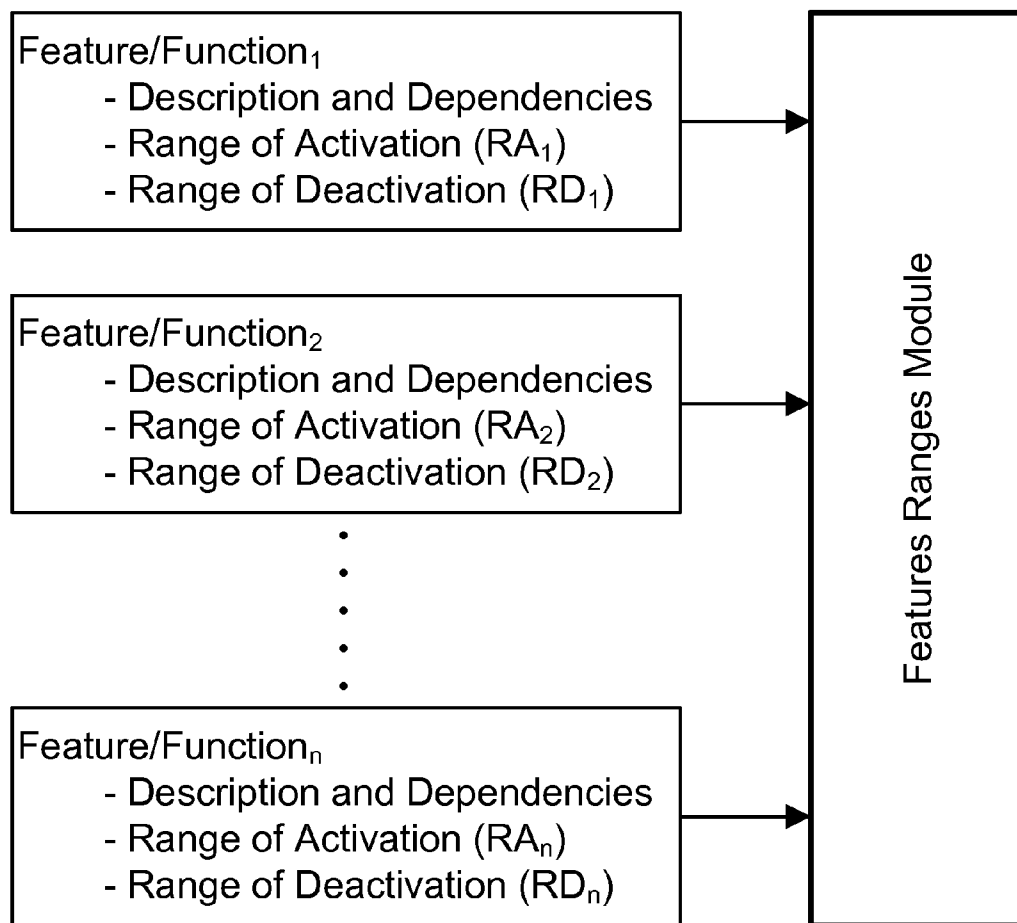 Feature/Function₁
- Description and Dependencies
- Range of Activation (RA₁)
- Range of Deactivation (RD₁)
Feature/Function₂
- Description and Dependencies
- Range of Activation (RA₂)
- Range of Deactivation (RD₂)
Feature/Functionₙ
- Description and Dependencies
- Range of Activation (RAₙ)
- Range of Deactivation (RDₙ)
Features Ranges Module